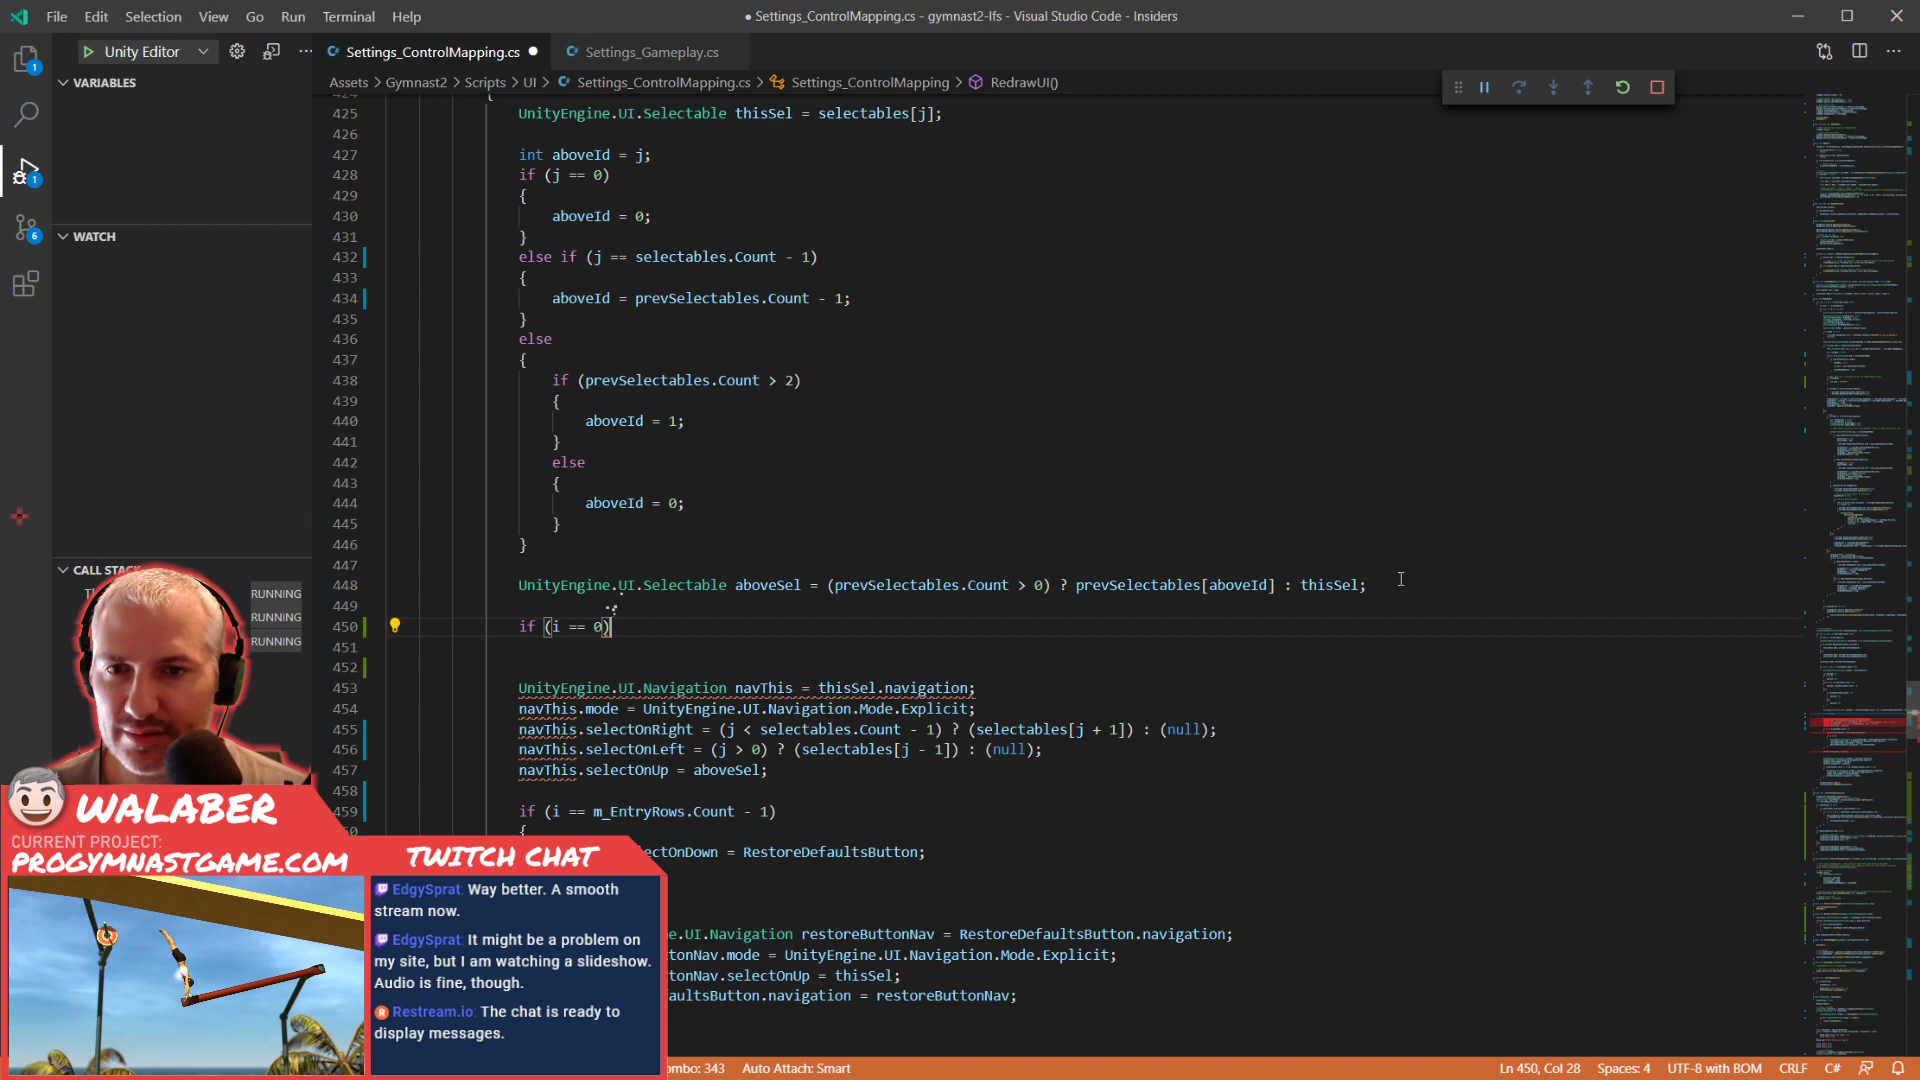 File Edit Selection View Go Run Terminal Help
● Settings_ControlMapping.cs - gymnast2-lfs - Visual Studio Code - Insiders
Unity Editor
Settings_ControlMapping.cs
Settings_Gameplay.cs
Assets > Gymnast2 > Scripts > UI > Settings_ControlMapping.cs > Settings_ControlMapping > RedrawUI()
VARIABLES
WATCH
CALL STACK
RUNNING
RUNNING
RUNNING
1
1
6
425 UnityEngine.UI.Selectable thisSel = selectables[j];
426
427 int aboveId = j;
428 if (j == 0)
429 {
430 aboveId = 0;
431 }
432 else if (j == selectables.Count - 1)
433 {
434 aboveId = prevSelectables.Count - 1;
435 }
436 else
437 {
438 if (prevSelectables.Count > 2)
439 {
440 aboveId = 1;
441 }
442 else
443 {
444 aboveId = 0;
445 }
446 }
447
448 UnityEngine.UI.Selectable aboveSel = (prevSelectables.Count > 0) ? prevSelectables[aboveId] : thisSel;
449
450 if (i == 0)
451
452
453 UnityEngine.UI.Navigation navThis = thisSel.navigation;
454 navThis.mode = UnityEngine.UI.Navigation.Mode.Explicit;
455 navThis.selectOnRight = (j < selectables.Count - 1) ? (selectables[j + 1]) : (null);
456 navThis.selectOnLeft = (j > 0) ? (selectables[j - 1]) : (null);
457 navThis.selectOnUp = aboveSel;
458
459 if (i == m_EntryRows.Count - 1)
{
ectOnDown = RestoreDefaultsButton;
e.UI.Navigation restoreButtonNav = RestoreDefaultsButton.navigation;
tonNav.mode = UnityEngine.UI.Navigation.Mode.Explicit;
tonNav.selectOnUp = thisSel;
aultsButton.navigation = restoreButtonNav;
WALABER
CURRENT PROJECT:
PROGYMNASTGAME.COM
TWITCH CHAT
EdgySprat: Way better. A smooth
stream now.
EdgySprat: It might be a problem on
my site, but I am watching a slideshow.
Audio is fine, though.
Restream.io: The chat is ready to
display messages.
ombo: 343 Auto Attach: Smart
Ln 450, Col 28 Spaces: 4 UTF-8 with BOM CRLF C#